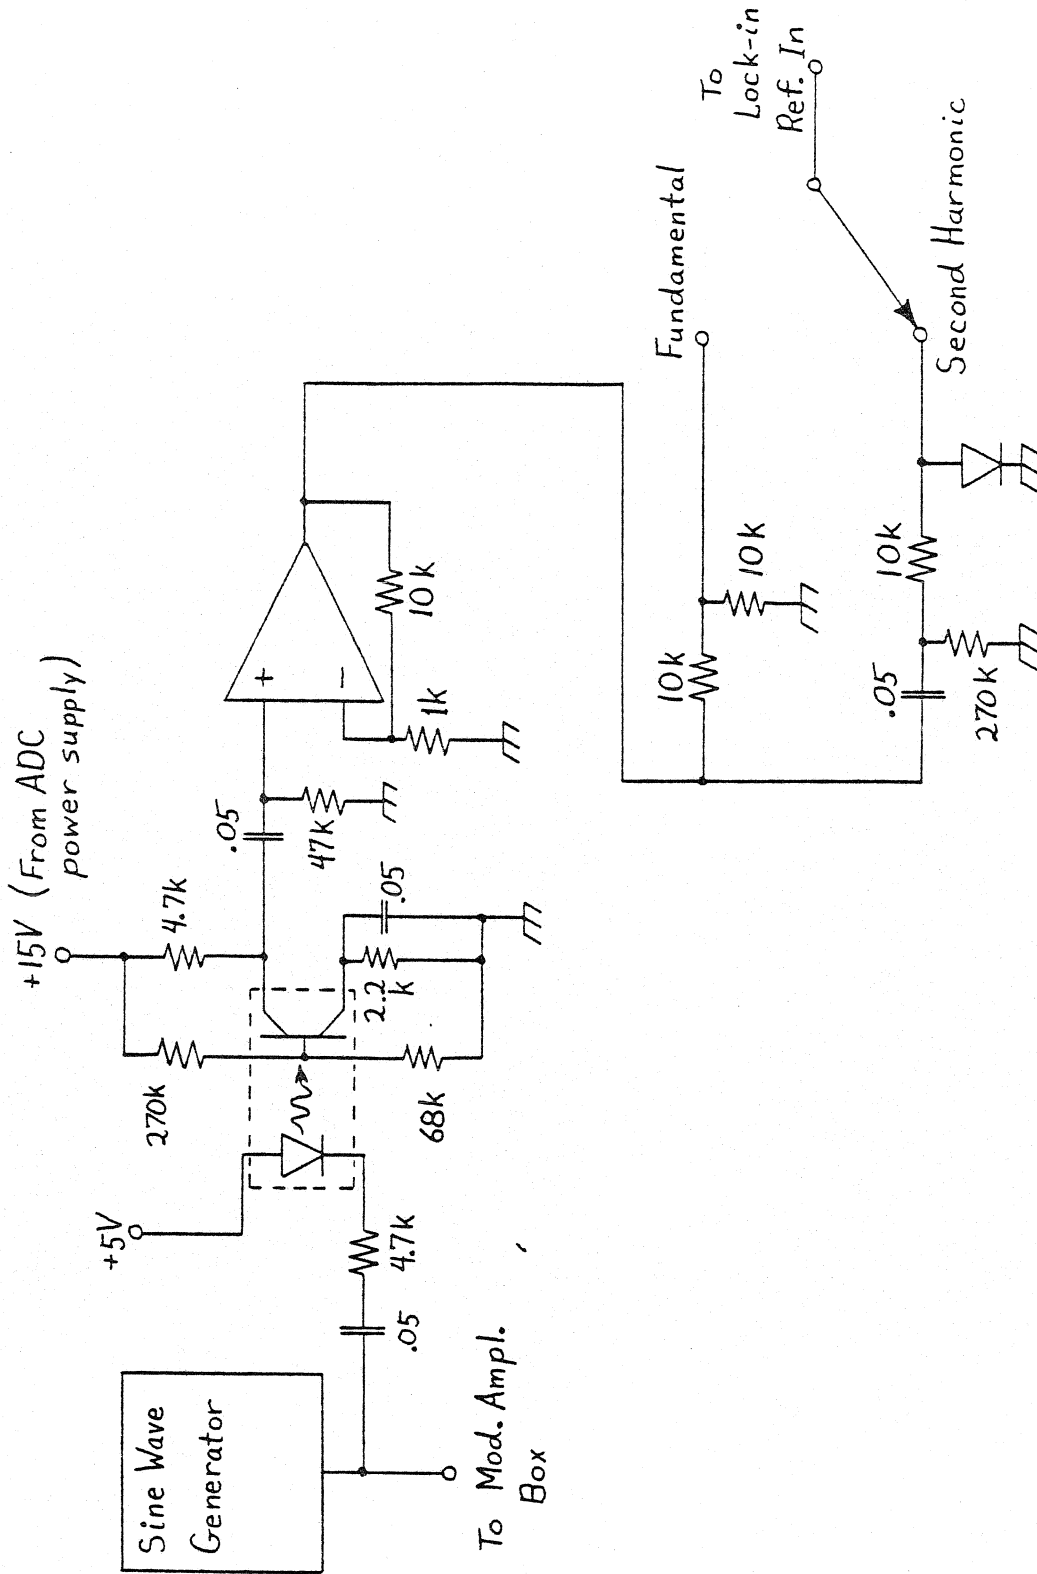 Sine Wave
Generator
To Mod. Ampl.
Box
.05
4.7k
+5V
270k
68k
+15V (From ADC
power supply)
4.7k
2.2
k
.05
.05
47k
+
−
1k
10k
10k
10k
Fundamental
.05
270k
10k
Second Harmonic
To
Lock-in
Ref. In